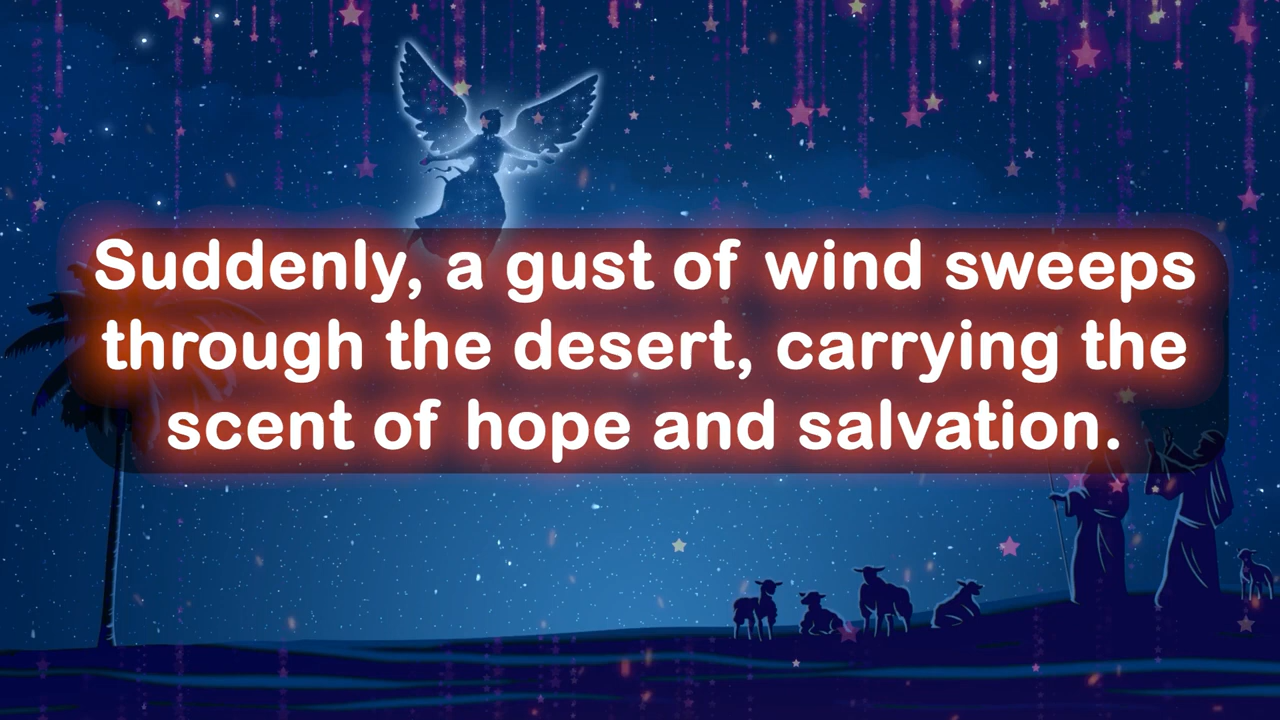 Suddenly, a gust of wind sweeps
through the desert, carrying the
scent of hope and salvation.